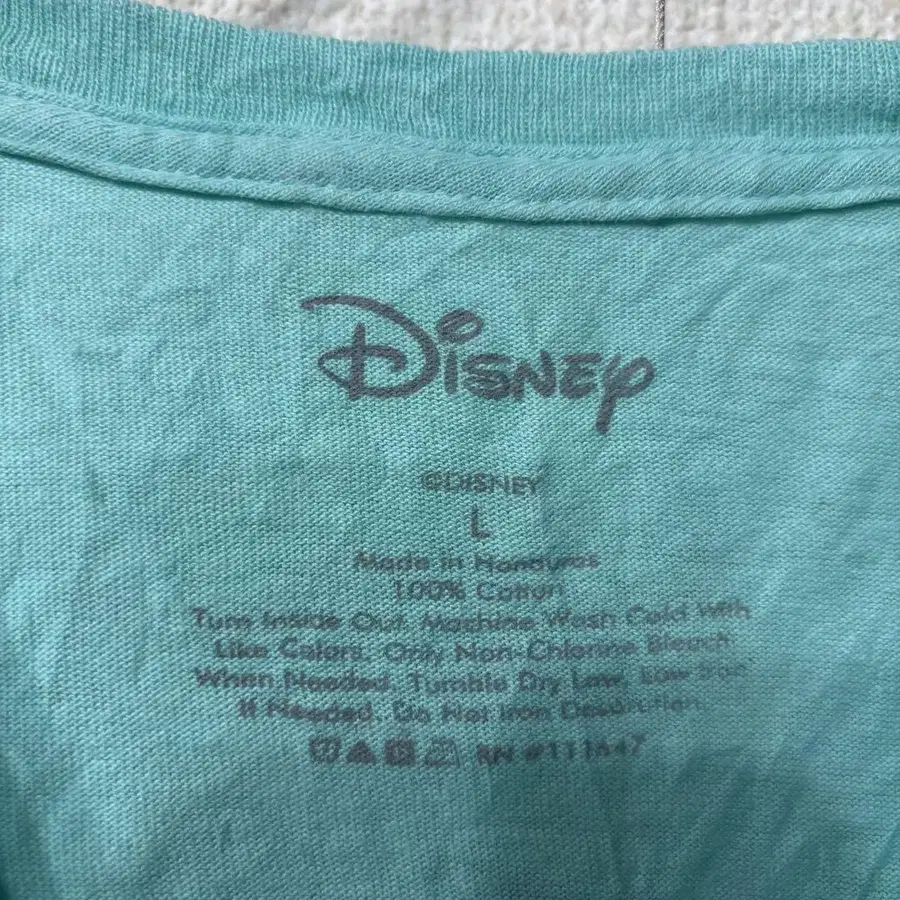 Disney
©DISNEY
L
Made in Honduras
100% Cotton
Turn Inside Out. Machine Wash Cold With
Like Colors. Only Non-Chlorine Bleach
When Needed. Tumble Dry Low. Low Iron
If Needed. Do Not Iron Decoration.
RN #111647